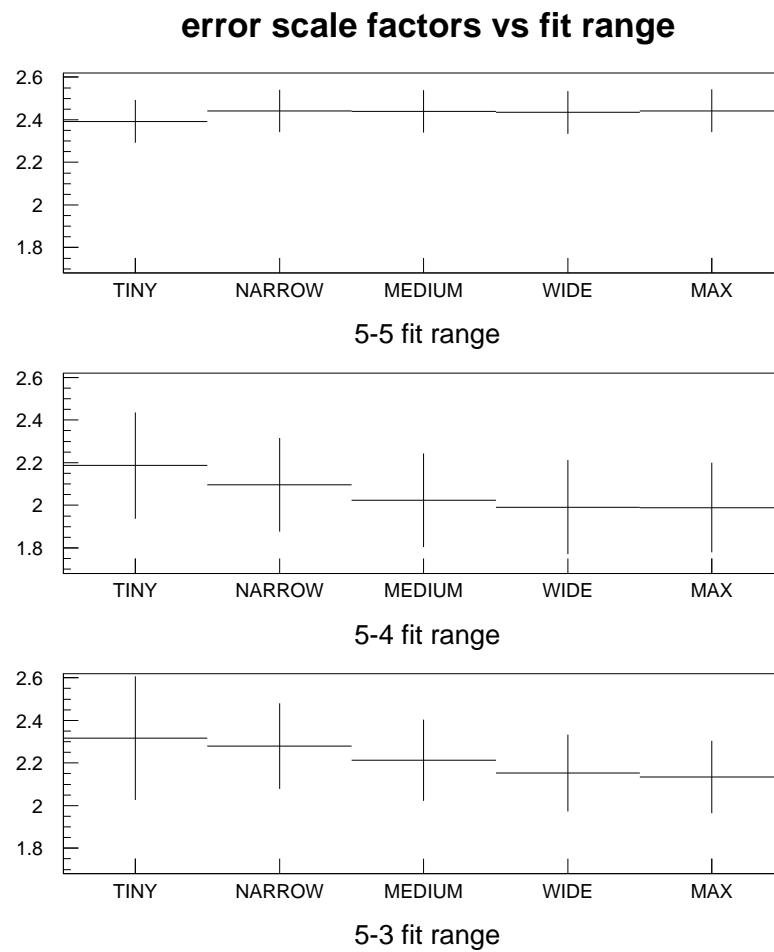 error scale factors vs fit range
2.6
2.4
2.2
2
1.8
TINY NARROW MEDIUM WIDE MAX
5-5 fit range
2.6
2.4
2.2
2
1.8
TINY NARROW MEDIUM WIDE MAX
5-4 fit range
2.6
2.4
2.2
2
1.8
TINY NARROW MEDIUM WIDE MAX
5-3 fit range